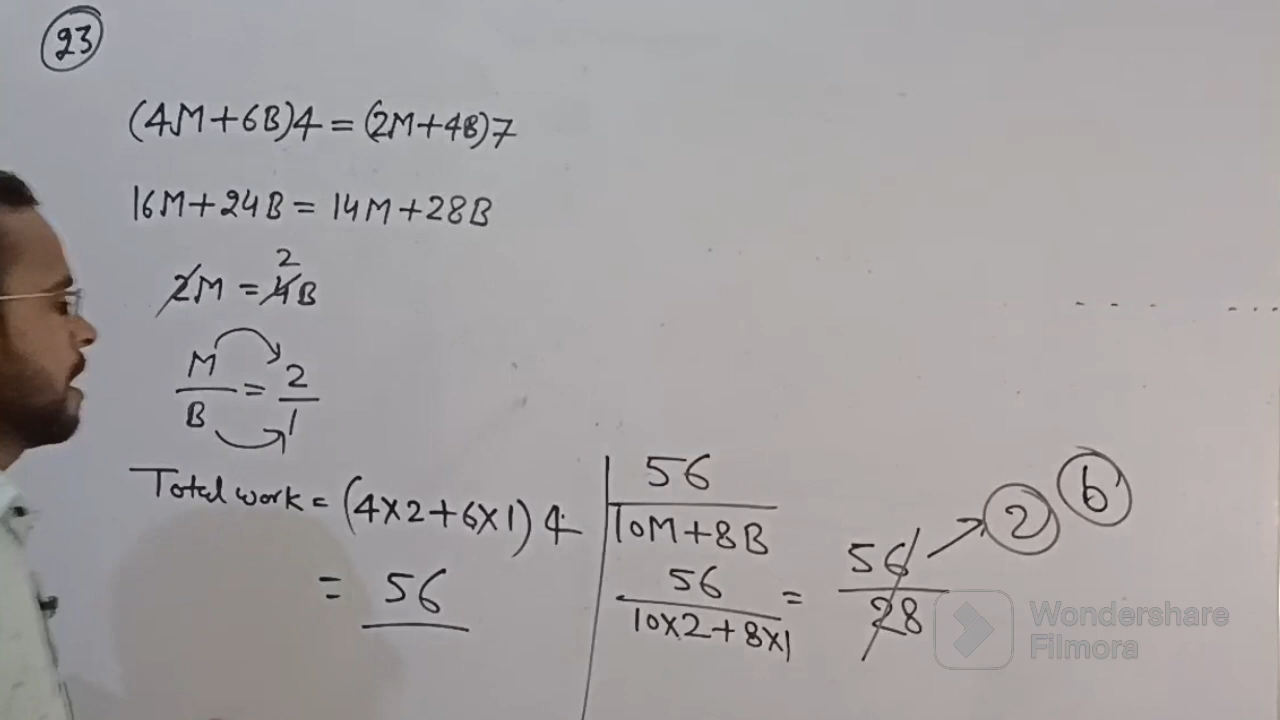 23
(4M+6B)4 = (2M+4B)7
16M+24B = 14M+28B
2
2M = 4B
M/B = 2/1
Total work = (4×2+6×1) 4
= 56
56
10M+8B
56/10×2+8×1 = 56/28
2
b
Wondershare
Filmora